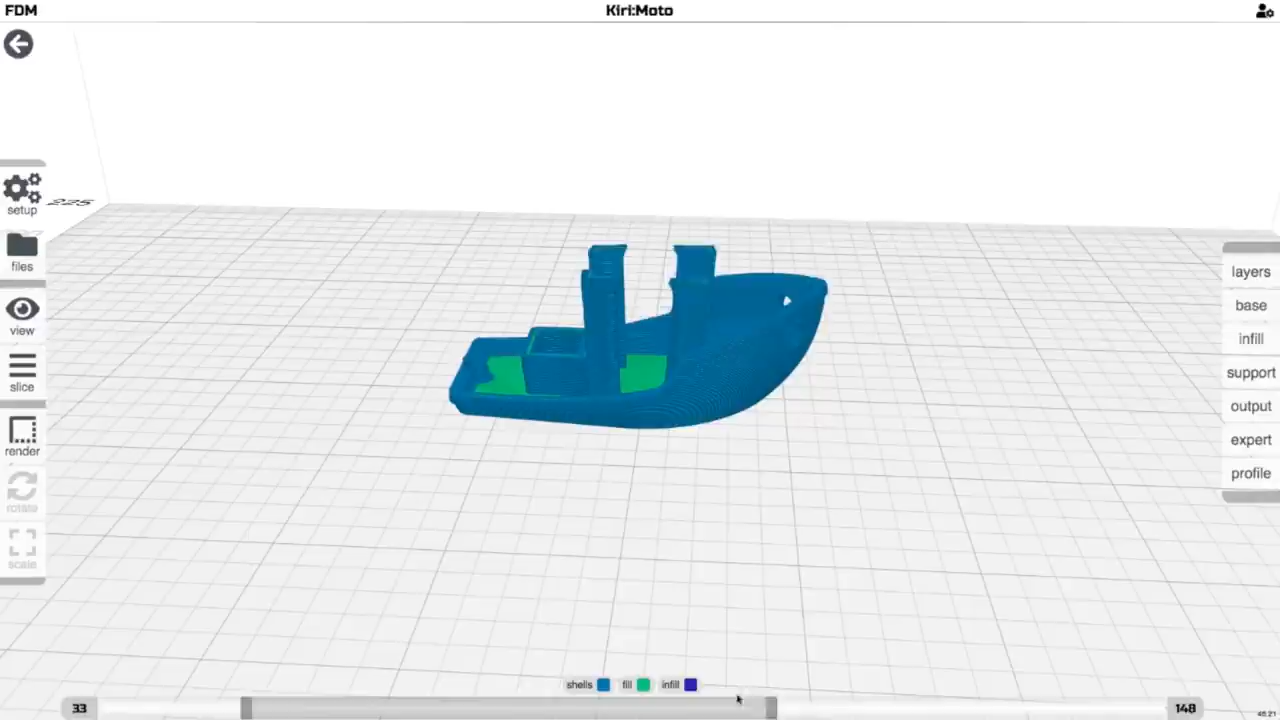 FDM
Kiri:Moto
225
setup
files
view
slice
render
rotate
scale
layers
base
infill
support
output
expert
profile
shells
fill
infill
33
148